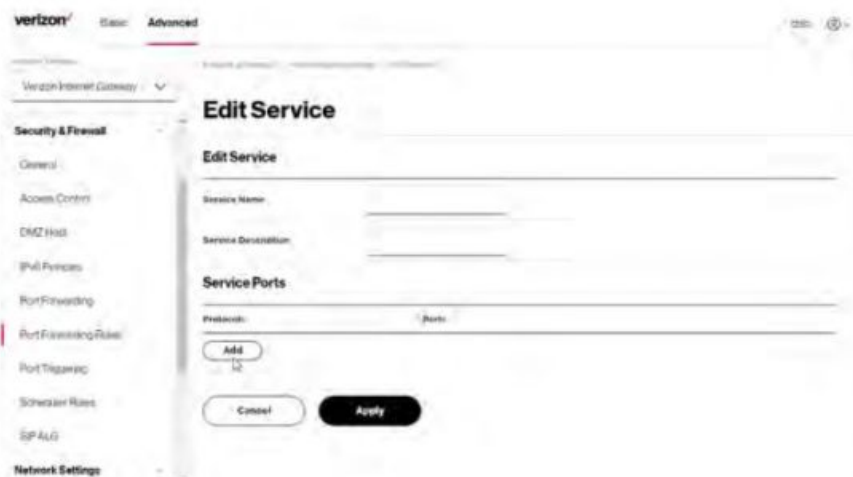 verizon
Basic
Advanced
Verizon Internet Gateway
Security & Firewall
General
Access Control
DMZ Host
IPv6 Pinholes
Port Forwarding
Port Forwarding Rules
Port Triggering
Scheduler Rules
SIP ALG
Network Settings
Edit Service
Edit Service
Service Name
Service Description
Service Ports
Protocols
Ports
Add
Cancel
Apply